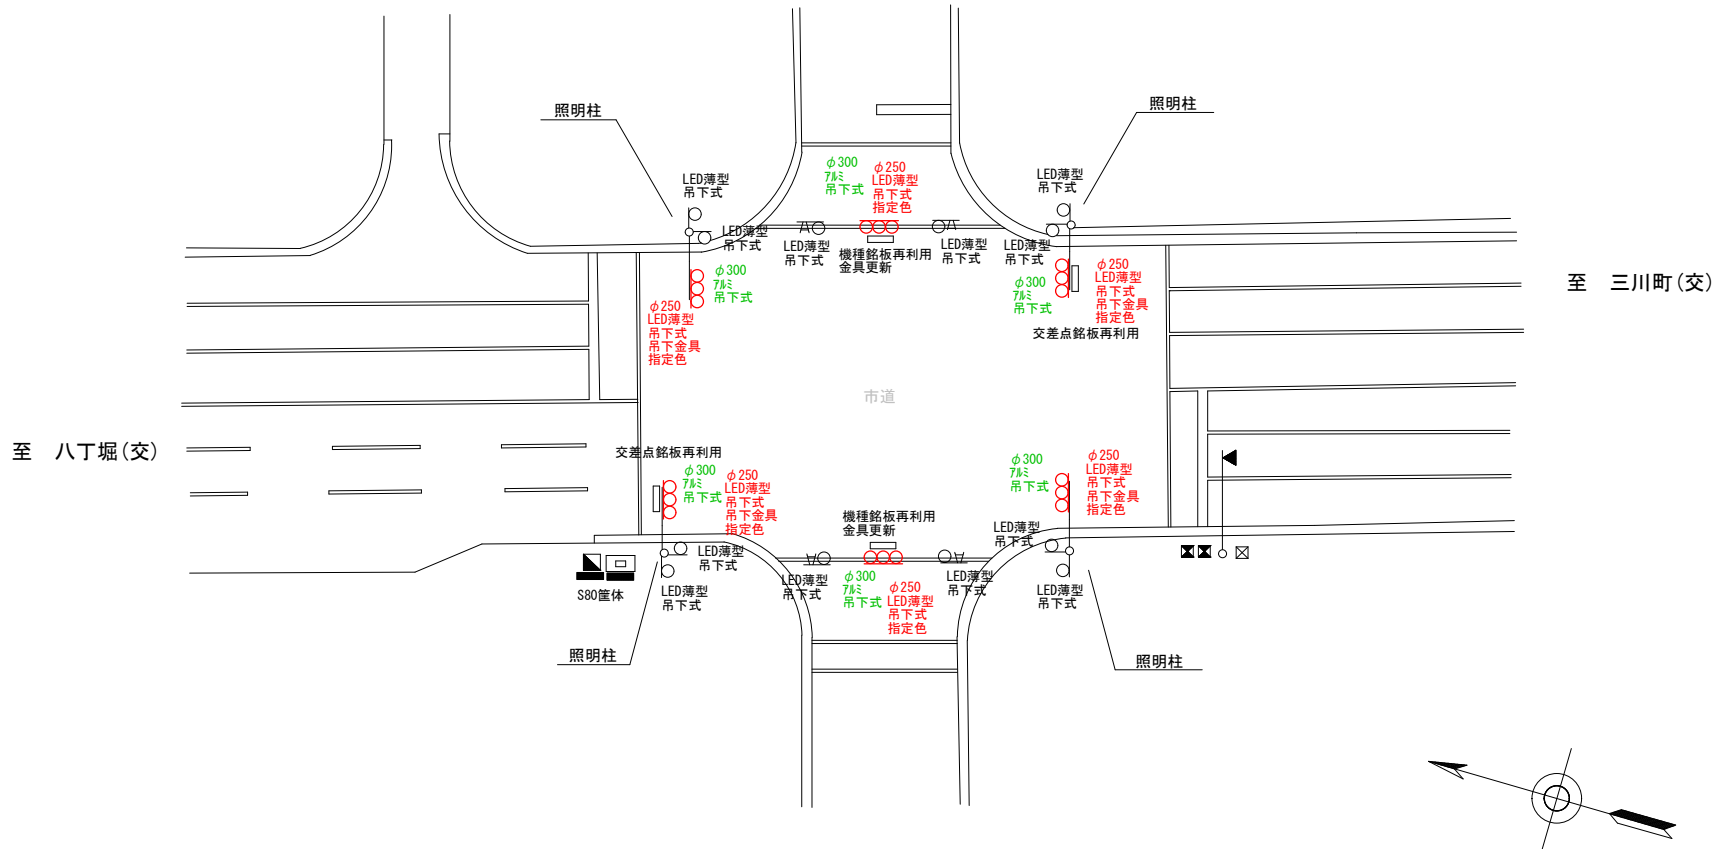 照明柱
照明柱
LED薄型
吊下式
φ300
ｱﾙﾐ
吊下式
φ250
LED薄型
吊下式
指定色
LED薄型
吊下式
LED薄型
吊下式
LED薄型
吊下式
機種銘板再利用
金具更新
LED薄型
吊下式
LED薄型
吊下式
φ300
ｱﾙﾐ
吊下式
φ250
LED薄型
吊下式
吊下金具
指定色
φ300
ｱﾙﾐ
吊下式
φ250
LED薄型
吊下式
吊下金具
指定色
交差点銘板再利用
至　三川町(交)
市道
至　八丁堀(交)
交差点銘板再利用
φ300
ｱﾙﾐ
吊下式
φ250
LED薄型
吊下式
吊下金具
指定色
φ300
ｱﾙﾐ
吊下式
φ250
LED薄型
吊下式
吊下金具
指定色
機種銘板再利用
金具更新
LED薄型
吊下式
LED薄型
吊下式
S80筐体
LED薄型
吊下式
LED薄型
吊下式
φ300
ｱﾙﾐ
吊下式
φ250
LED薄型
吊下式
指定色
LED薄型
吊下式
LED薄型
吊下式
照明柱
照明柱